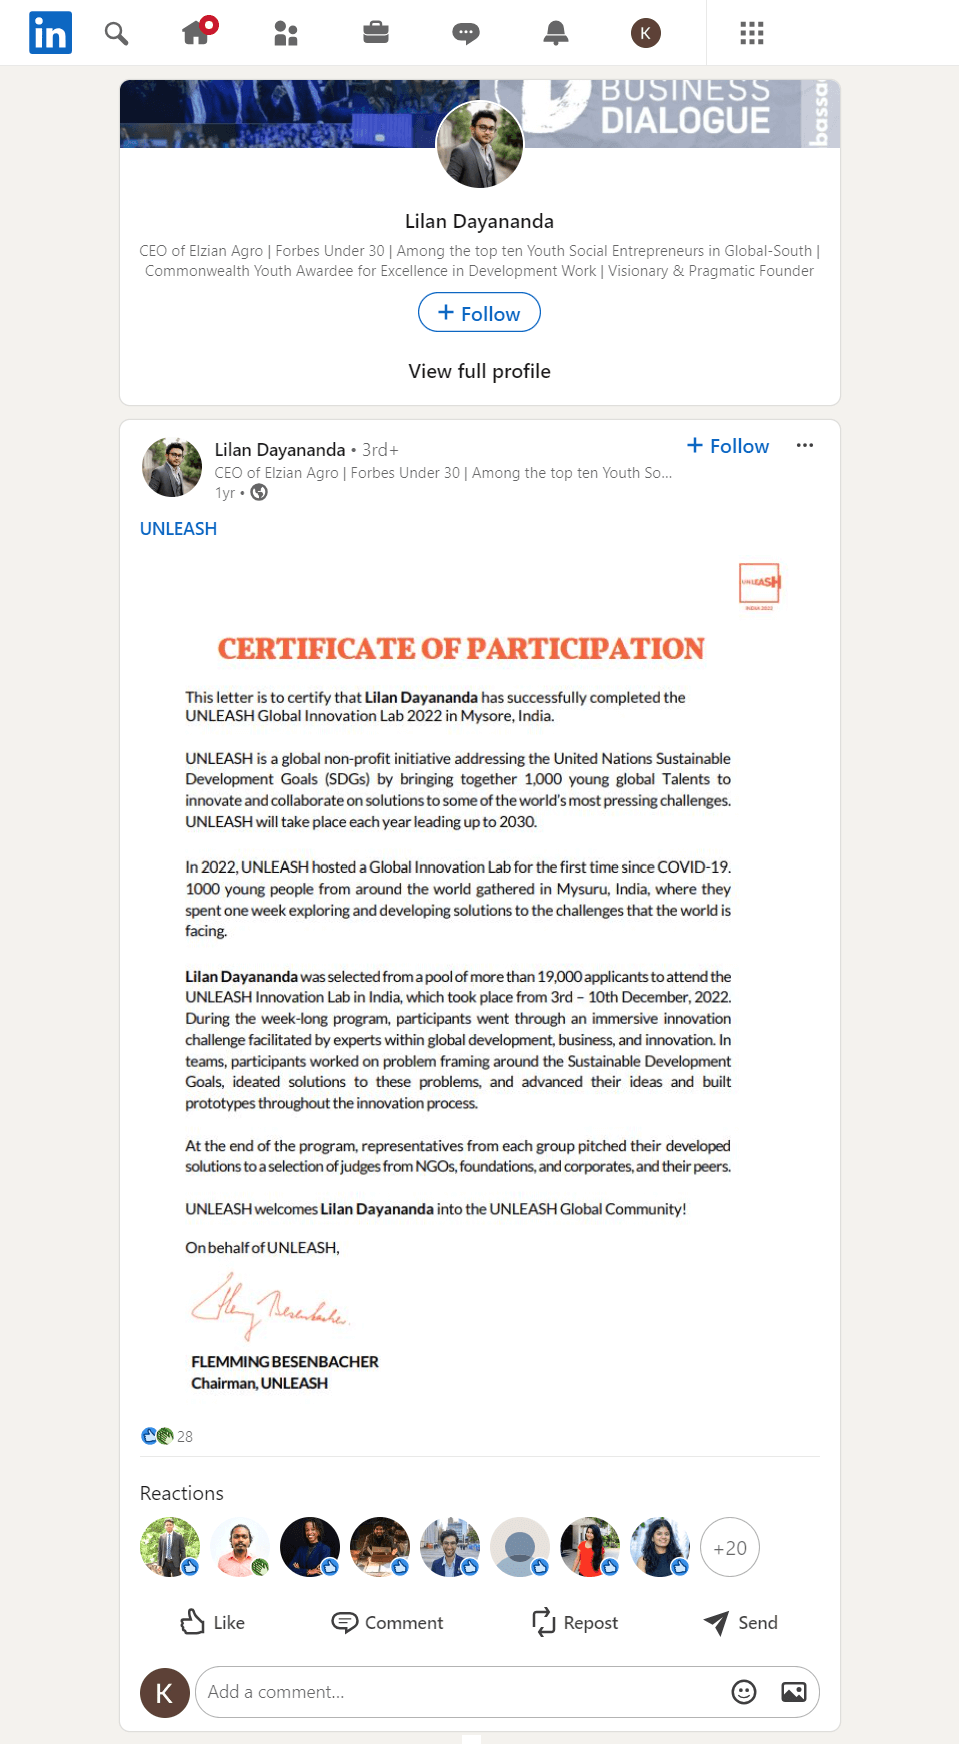 in
K
BUSINESS
DIALOGUE
bassa
Lilan Dayananda
CEO of Elzian Agro | Forbes Under 30 | Among the top ten Youth Social Entrepreneurs in Global-South |
Commonwealth Youth Awardee for Excellence in Development Work | Visionary & Pragmatic Founder
+ Follow
View full profile
Lilan Dayananda • 3rd+
+ Follow
CEO of Elzian Agro | Forbes Under 30 | Among the top ten Youth So...
1yr •
UNLEASH
UNLEASH
INDIA 2022
CERTIFICATE OF PARTICIPATION
This letter is to certify that Lilan Dayananda has successfully completed the
UNLEASH Global Innovation Lab 2022 in Mysore, India.
UNLEASH is a global non-profit initiative addressing the United Nations Sustainable
Development Goals (SDGs) by bringing together 1,000 young global Talents to
innovate and collaborate on solutions to some of the world's most pressing challenges.
UNLEASH will take place each year leading up to 2030.
In 2022, UNLEASH hosted a Global Innovation Lab for the first time since COVID-19.
1000 young people from around the world gathered in Mysuru, India, where they
spent one week exploring and developing solutions to the challenges that the world is
facing.
Lilan Dayananda was selected from a pool of more than 19,000 applicants to attend the
UNLEASH Innovation Lab in India, which took place from 3rd – 10th December, 2022.
During the week-long program, participants went through an immersive innovation
challenge facilitated by experts within global development, business, and innovation. In
teams, participants worked on problem framing around the Sustainable Development
Goals, ideated solutions to these problems, and advanced their ideas and built
prototypes throughout the innovation process.
At the end of the program, representatives from each group pitched their developed
solutions to a selection of judges from NGOs, foundations, and corporates, and their peers.
UNLEASH welcomes Lilan Dayananda into the UNLEASH Global Community!
On behalf of UNLEASH,
Flemming Besenbacher
FLEMMING BESENBACHER
Chairman, UNLEASH
28
Reactions
+20
Like
Comment
Repost
Send
K
Add a comment...